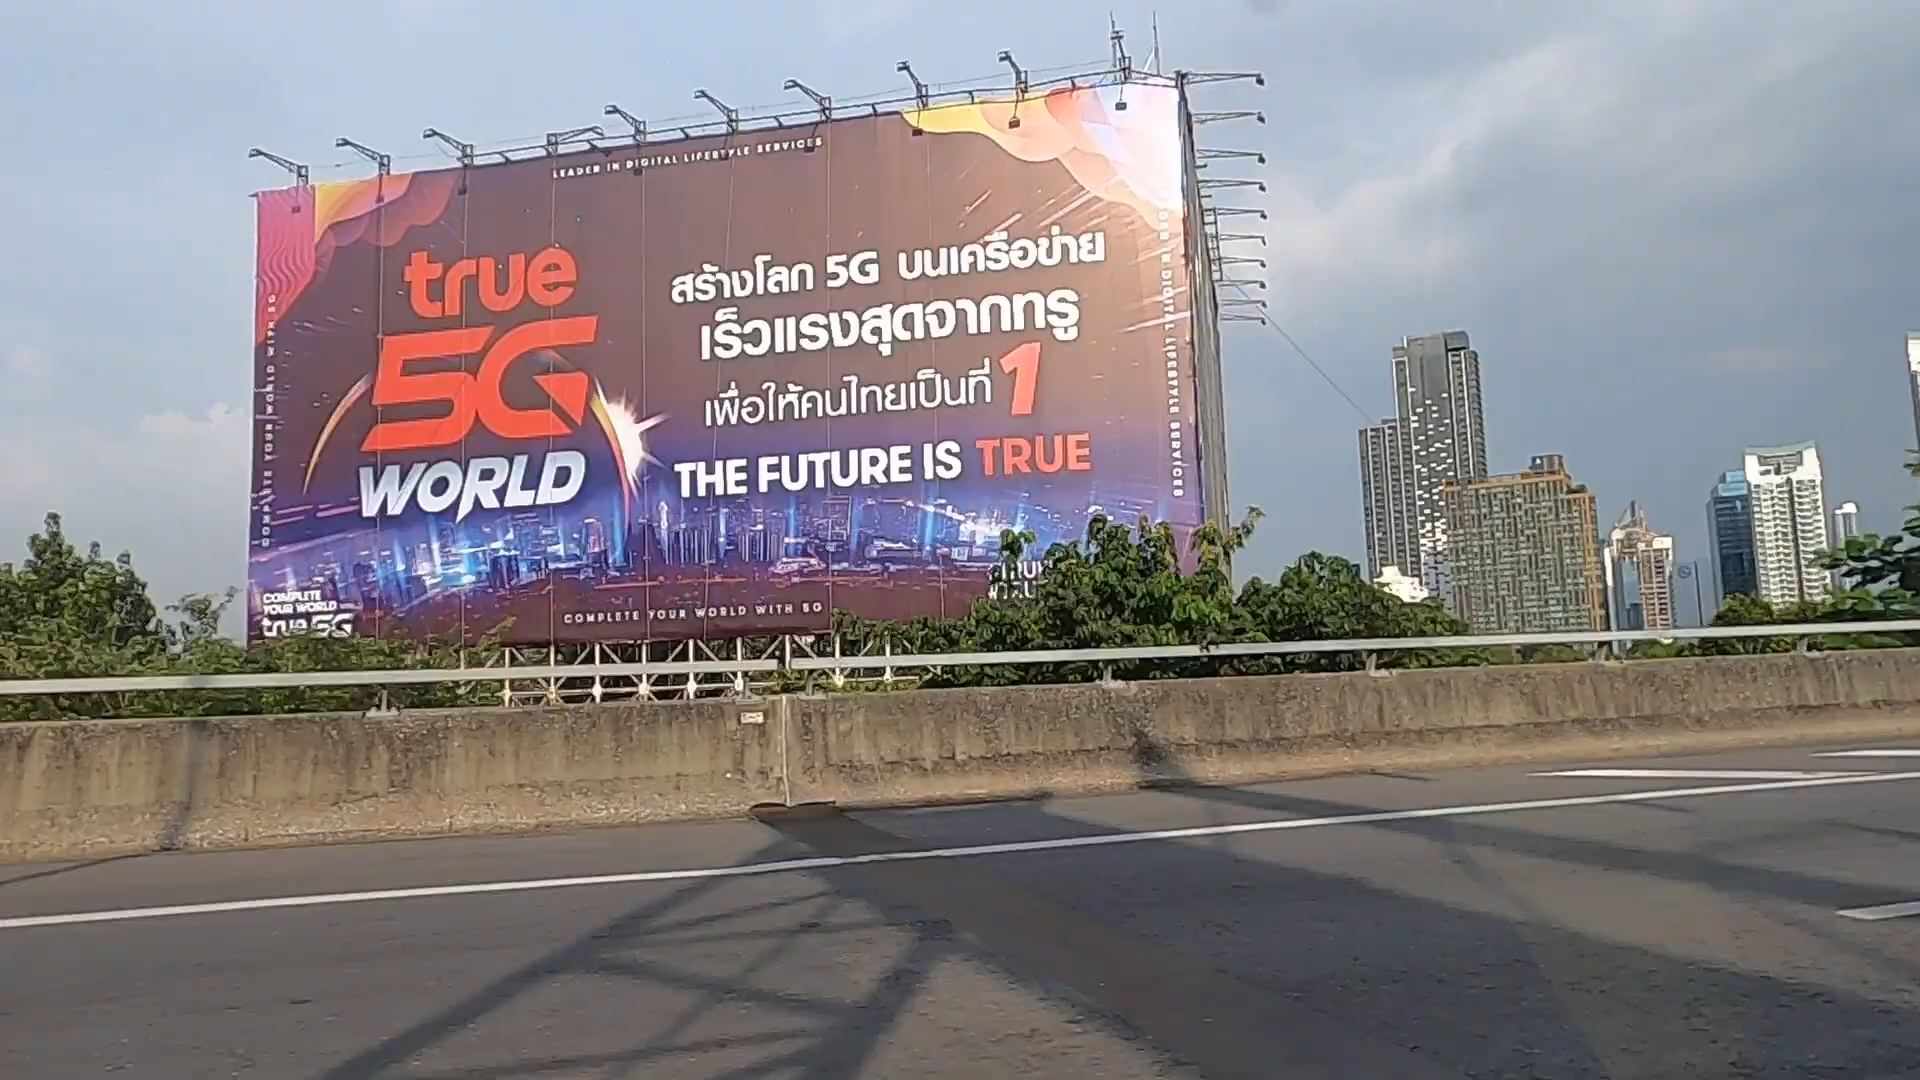 LEADER IN DIGITAL LIFESTYLE SERVICES
true
5G
WORLD
สร้างโลก 5G บนเครือข่าย
เร็วแรงสุดจากทรู
เพื่อให้คนไทยเป็นที่ 1
THE FUTURE IS TRUE
COMPLETE YOUR WORLD WITH 5G
LEADER IN DIGITAL LIFESTYLE SERVICES
COMPLETE
YOUR WORLD
true 5G
COMPLETE YOUR WORLD WITH 5G